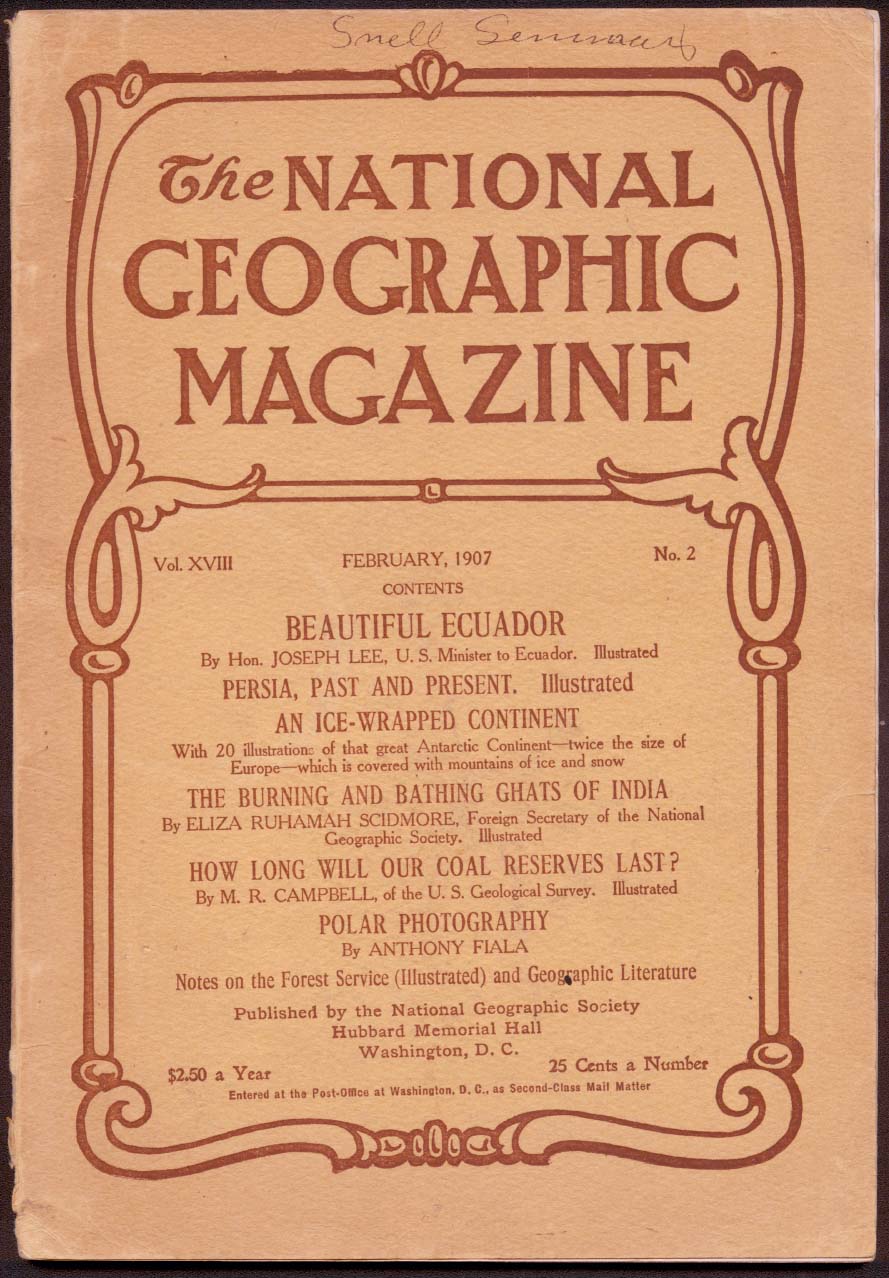 Snell Seminary
The NATIONAL
GEOGRAPHIC
MAGAZINE
Vol. XVIII FEBRUARY, 1907 No. 2
CONTENTS
BEAUTIFUL ECUADOR
By Hon. JOSEPH LEE, U. S. Minister to Ecuador. Illustrated
PERSIA, PAST AND PRESENT. Illustrated
AN ICE-WRAPPED CONTINENT
With 20 illustrations of that great Antarctic Continent—twice the size of
Europe—which is covered with mountains of ice and snow
THE BURNING AND BATHING GHATS OF INDIA
By ELIZA RUHAMAH SCIDMORE, Foreign Secretary of the National
Geographic Society. Illustrated
HOW LONG WILL OUR COAL RESERVES LAST?
By M. R. CAMPBELL, of the U. S. Geological Survey. Illustrated
POLAR PHOTOGRAPHY
By ANTHONY FIALA
Notes on the Forest Service (Illustrated) and Geographic Literature
Published by the National Geographic Society
Hubbard Memorial Hall
Washington, D. C.
$2.50 a Year 25 Cents a Number
Entered at the Post-Office at Washington, D. C., as Second-Class Mail Matter